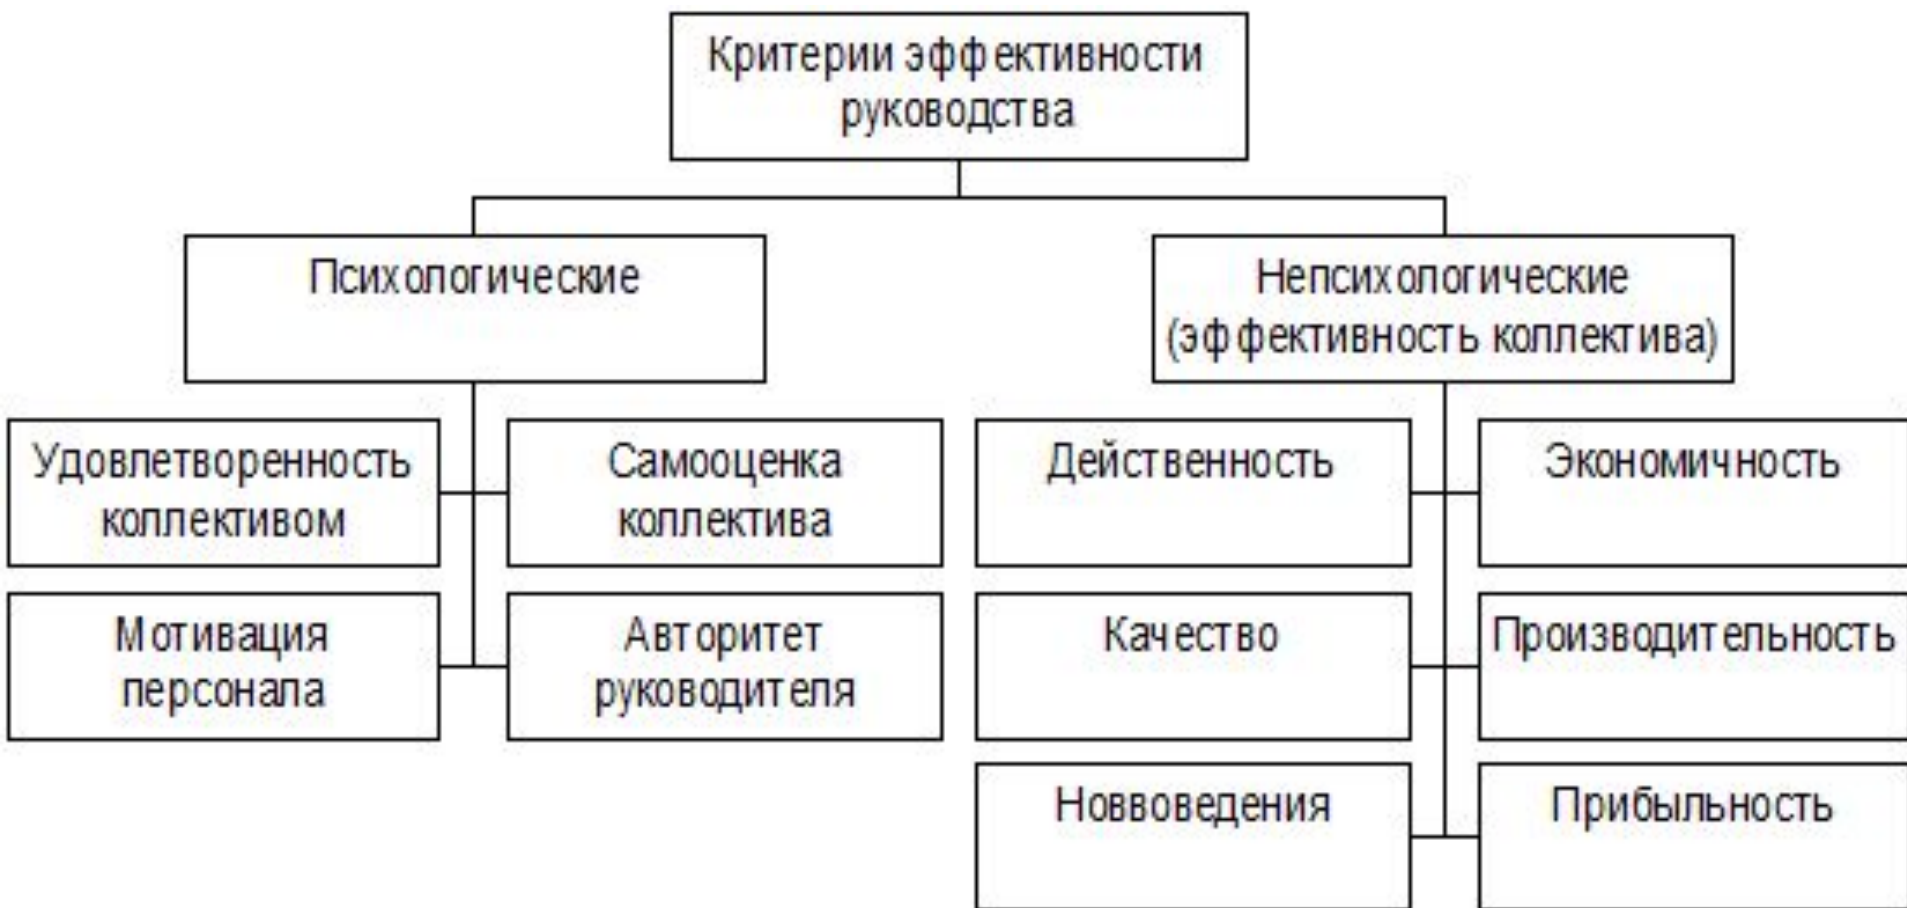 Критерии эффективности
руководства
Психологические
Непсихологические
(эффективность коллектива)
Удовлетворенность
коллективом
Самооценка
коллектива
Действенность
Экономичность
Мотивация
персонала
Авторитет
руководителя
Качество
Производительность
Новвоведения
Прибыльность